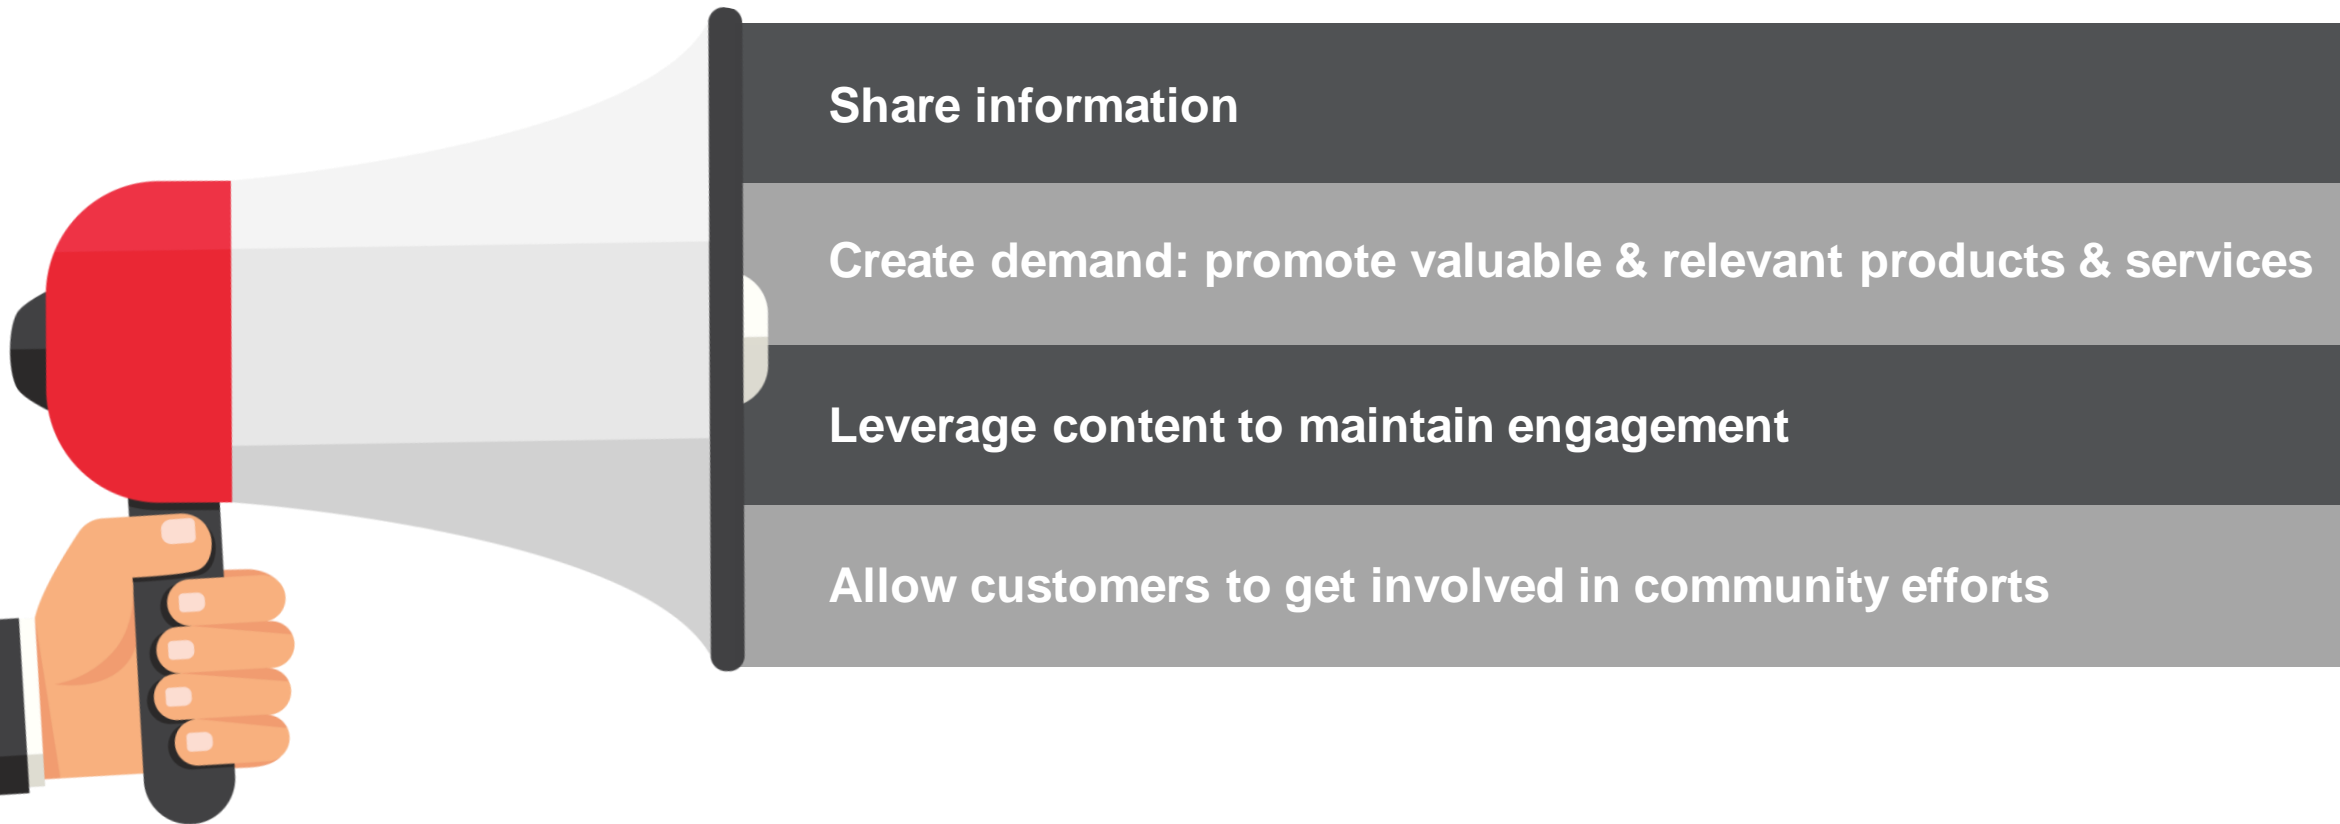 Share information
Create demand: promote valuable & relevant products & services
Leverage content to maintain engagement
Allow customers to get involved in community efforts